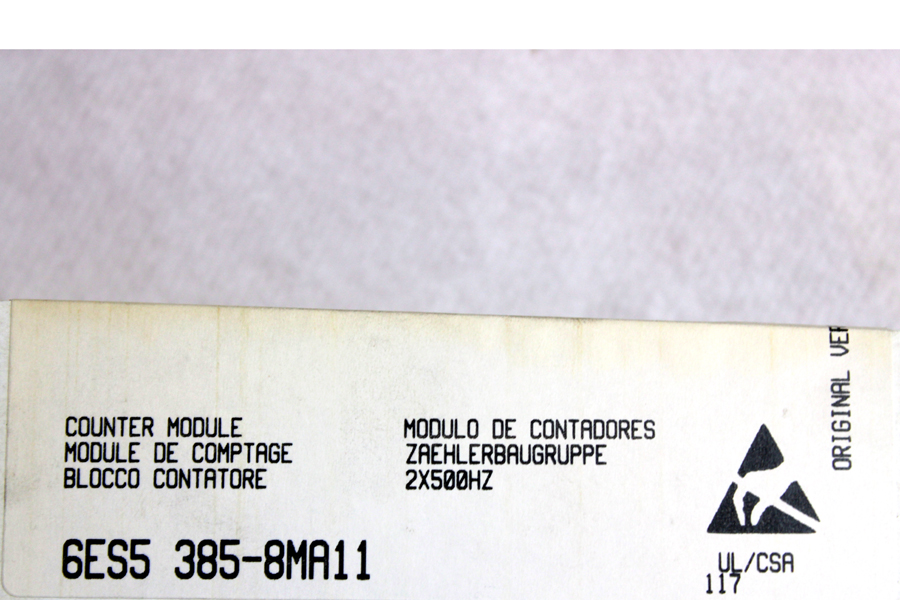 COUNTER MODULE
MODULE DE COMPTAGE
BLOCCO CONTATORE
MODULO DE CONTADORES
ZAEHLERBAUGRUPPE
2X500HZ
6ES5 385-8MA11
UL/CSA
117
ORIGINAL